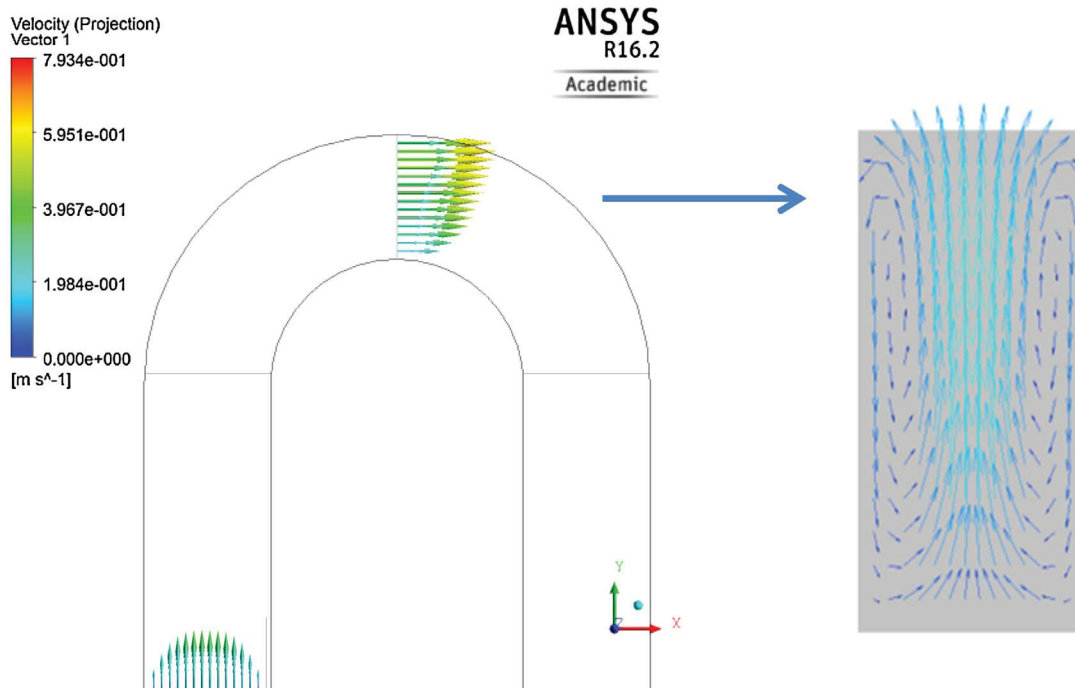 Velocity (Projection)
Vector 1
7.934e-001
5.951e-001
3.967e-001
1.984e-001
0.000e+000
[m s^-1]
ANSYS
R16.2
Academic
Y
Z
X